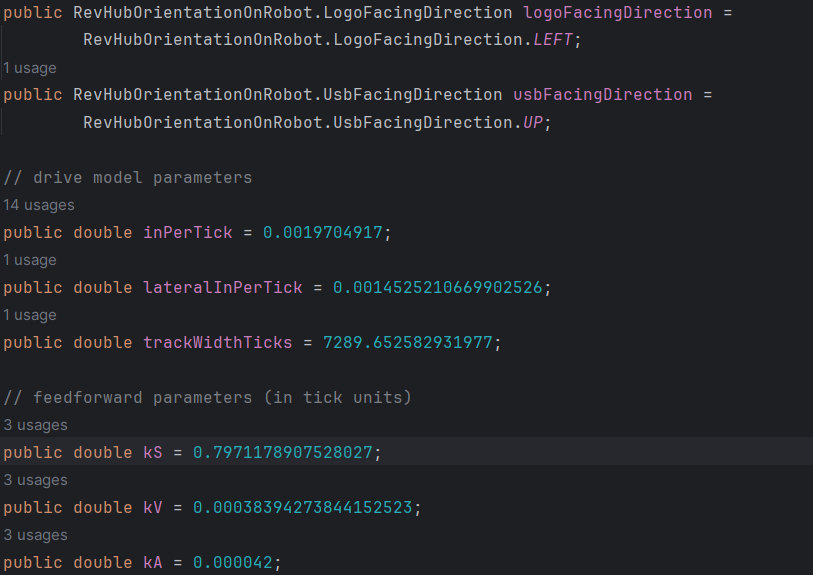 public RevHubOrientationOnRobot.LogoFacingDirection logoFacingDirection =
RevHubOrientationOnRobot.LogoFacingDirection.LEFT;
1 usage
public RevHubOrientationOnRobot.UsbFacingDirection usbFacingDirection =
RevHubOrientationOnRobot.UsbFacingDirection.UP;
// drive model parameters
14 usages
public double inPerTick = 0.0019704917;
1 usage
public double lateralInPerTick = 0.0014525210669902526;
1 usage
public double trackWidthTicks = 7289.652582931977;
// feedforward parameters (in tick units)
3 usages
public double kS = 0.7971178907528027;
3 usages
public double kV = 0.00038394273844152523;
3 usages
public double kA = 0.000042;